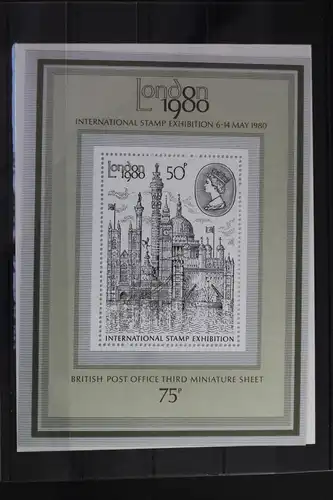 London
1980
INTERNATIONAL STAMP EXHIBITION 6-14 MAY 1980
London
1980
50P
INTERNATIONAL STAMP EXHIBITION
BRITISH POST OFFICE THIRD MINIATURE SHEET
75P